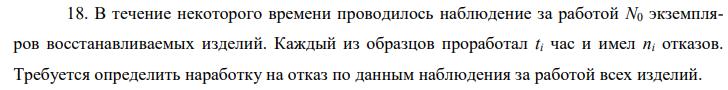 18. В течение некоторого времени проводилось наблюдение за работой N₀ экземпля-
ров восстанавливаемых изделий. Каждый из образцов проработал tᵢ час и имел nᵢ отказов.
Требуется определить наработку на отказ по данным наблюдения за работой всех изделий.